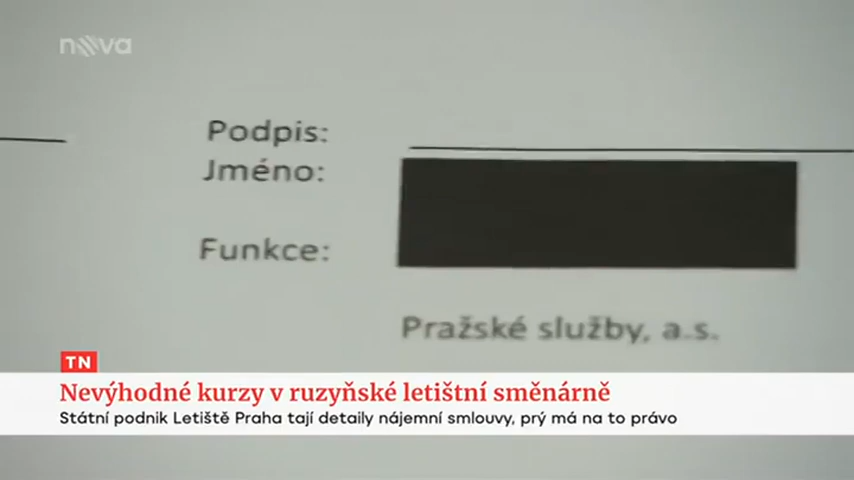 nova
Podpis:
Jméno:
Funkce:
Pražské služby, a.s.
TN
Nevýhodné kurzy v ruzyňské letištní směnárně
Státní podnik Letiště Praha tají detaily nájemní smlouvy, prý má na to právo